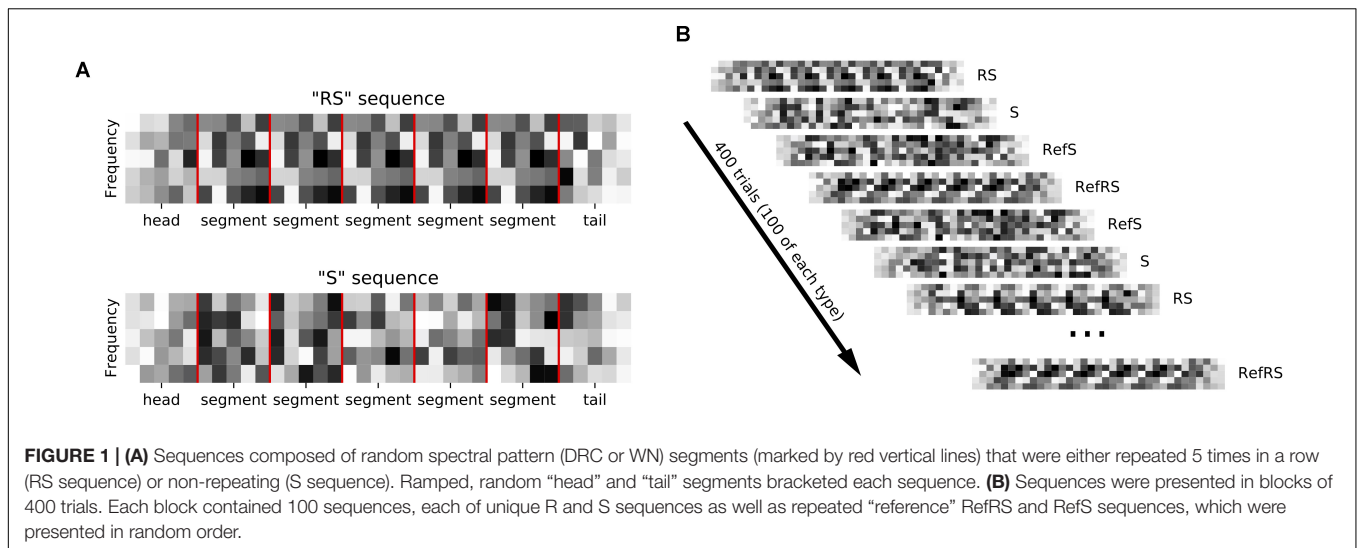 A
"RS" sequence
Frequency
head segment segment segment segment segment tail
"S" sequence
Frequency
head segment segment segment segment segment tail
B
RS
S
RefS
RefRS
RefS
S
RS
...
RefRS
400 trials (100 of each type)
FIGURE 1 | (A) Sequences composed of random spectral pattern (DRC or WN) segments (marked by red vertical lines) that were either repeated 5 times in a row
(RS sequence) or non-repeating (S sequence). Ramped, random “head” and “tail” segments bracketed each sequence. (B) Sequences were presented in blocks of
400 trials. Each block contained 100 sequences, each of unique R and S sequences as well as repeated “reference” RefRS and RefS sequences, which were
presented in random order.